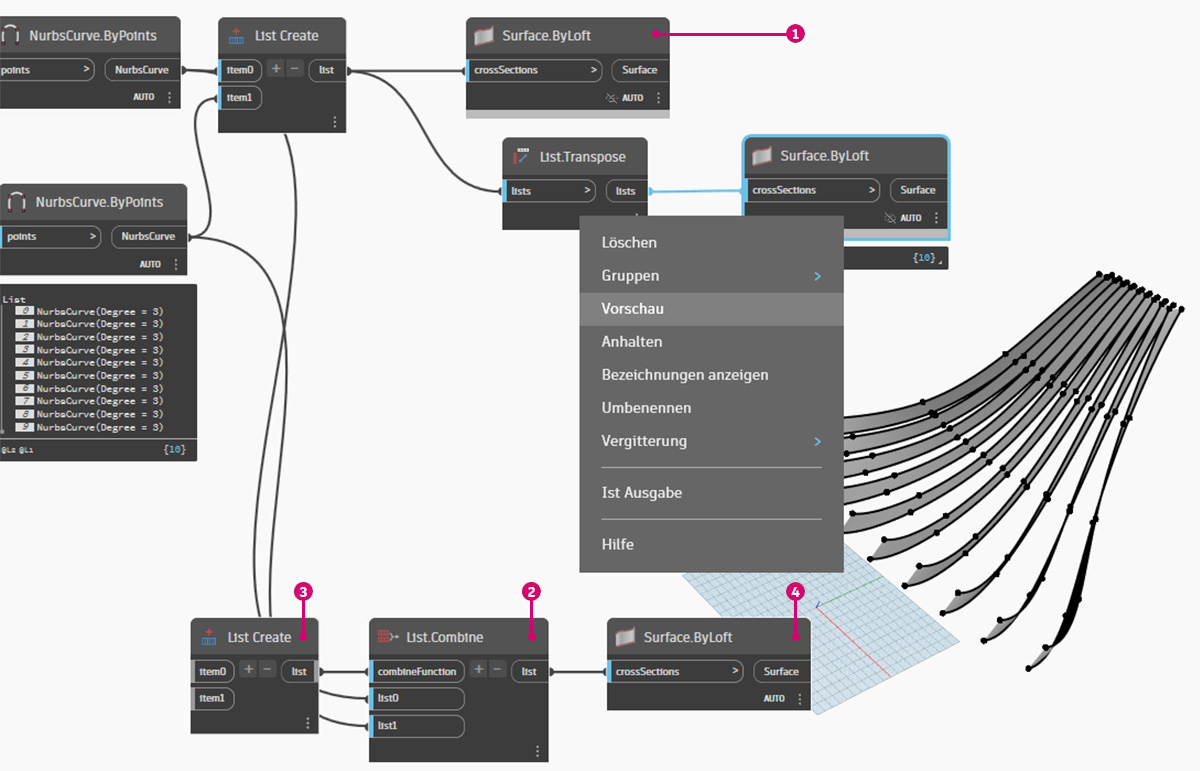 NurbsCurve.ByPoints
points >
NurbsCurve
AUTO
List Create
item0
+ −
list
item1
Surface.ByLoft
1
crossSections >
Surface
AUTO
List.Transpose
lists >
lists
Surface.ByLoft
crossSections >
Surface
AUTO
{10}
NurbsCurve.ByPoints
points >
NurbsCurve
AUTO
List
0 NurbsCurve(Degree = 3)
1 NurbsCurve(Degree = 3)
2 NurbsCurve(Degree = 3)
3 NurbsCurve(Degree = 3)
4 NurbsCurve(Degree = 3)
5 NurbsCurve(Degree = 3)
6 NurbsCurve(Degree = 3)
7 NurbsCurve(Degree = 3)
8 NurbsCurve(Degree = 3)
9 NurbsCurve(Degree = 3)
@L2 @L1 {10}
Löschen
Gruppen >
Vorschau
Anhalten
Bezeichnungen anzeigen
Umbenennen
Vergitterung >
Ist Ausgabe
Hilfe
3
List Create
item0
+ −
list
item1
2
List.Combine
combineFunction
+ −
list
list0
list1
4
Surface.ByLoft
crossSections >
Surface
AUTO